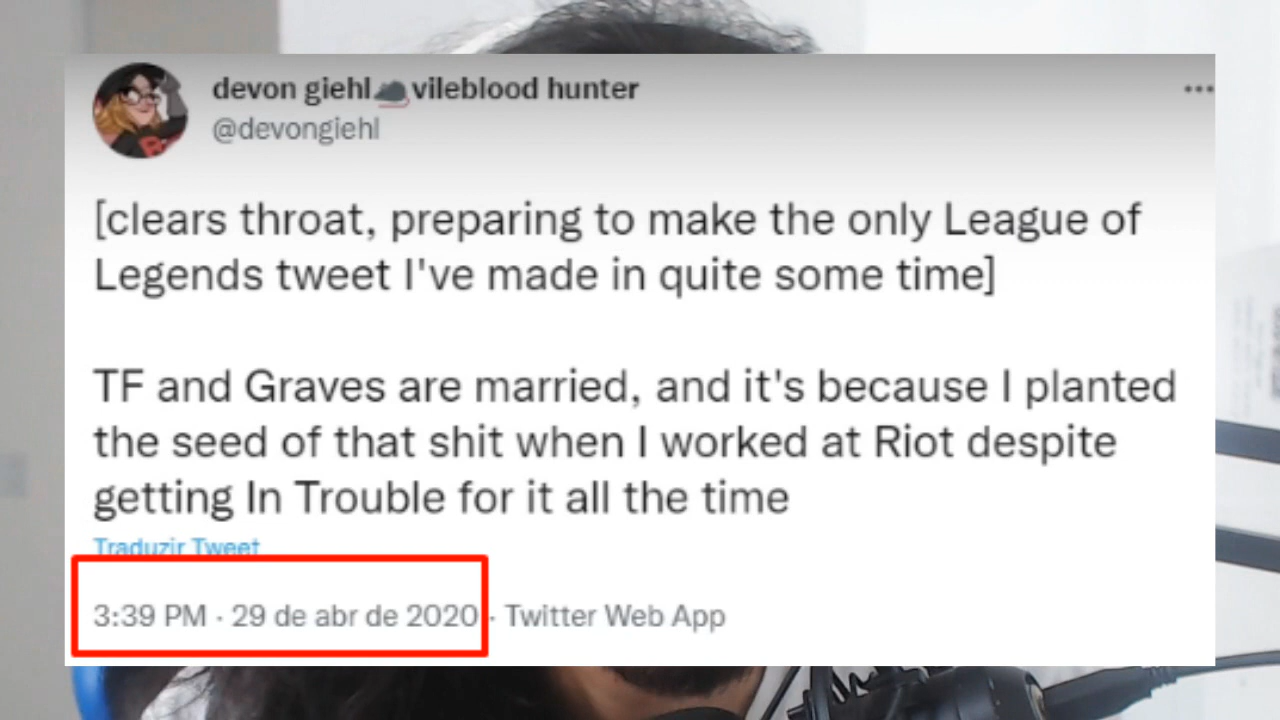 devon giehl vileblood hunter
@devongiehl
[clears throat, preparing to make the only League of
Legends tweet I've made in quite some time]
TF and Graves are married, and it's because I planted
the seed of that shit when I worked at Riot despite
getting In Trouble for it all the time
Traduzir Tweet
3:39 PM · 29 de abr de 2020 · Twitter Web App